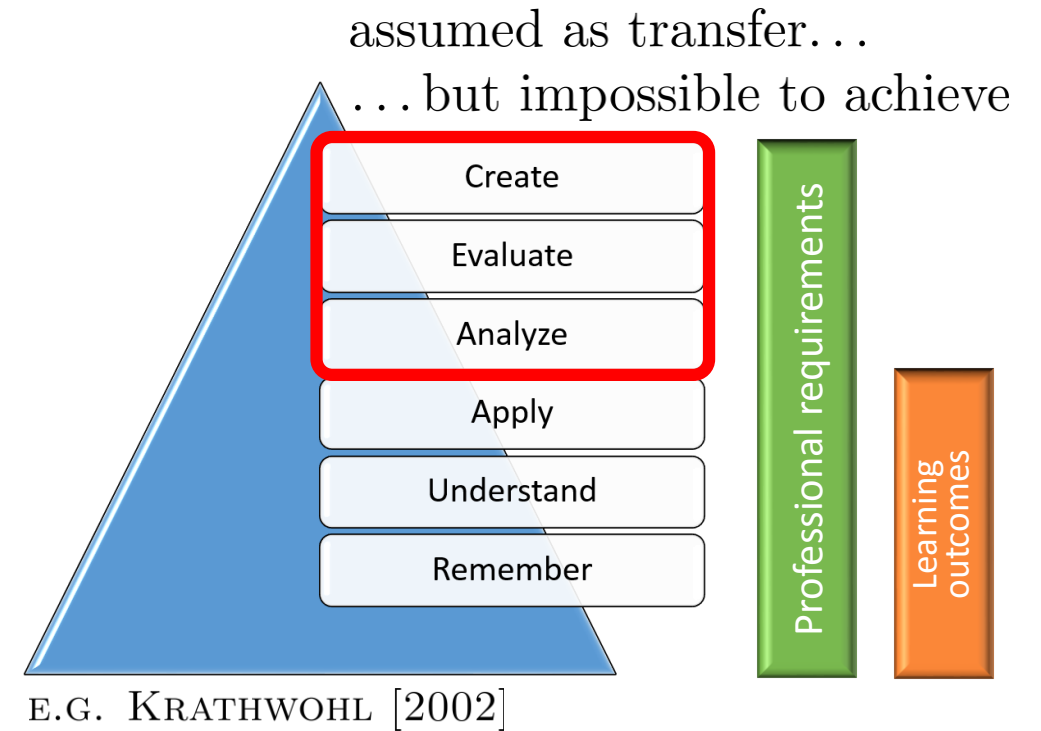 assumed as transfer...
...but impossible to achieve
Create
Evaluate
Analyze
Apply
Understand
Remember
Professional requirements
Learning
outcomes
E.G. KRATHWOHL [2002]